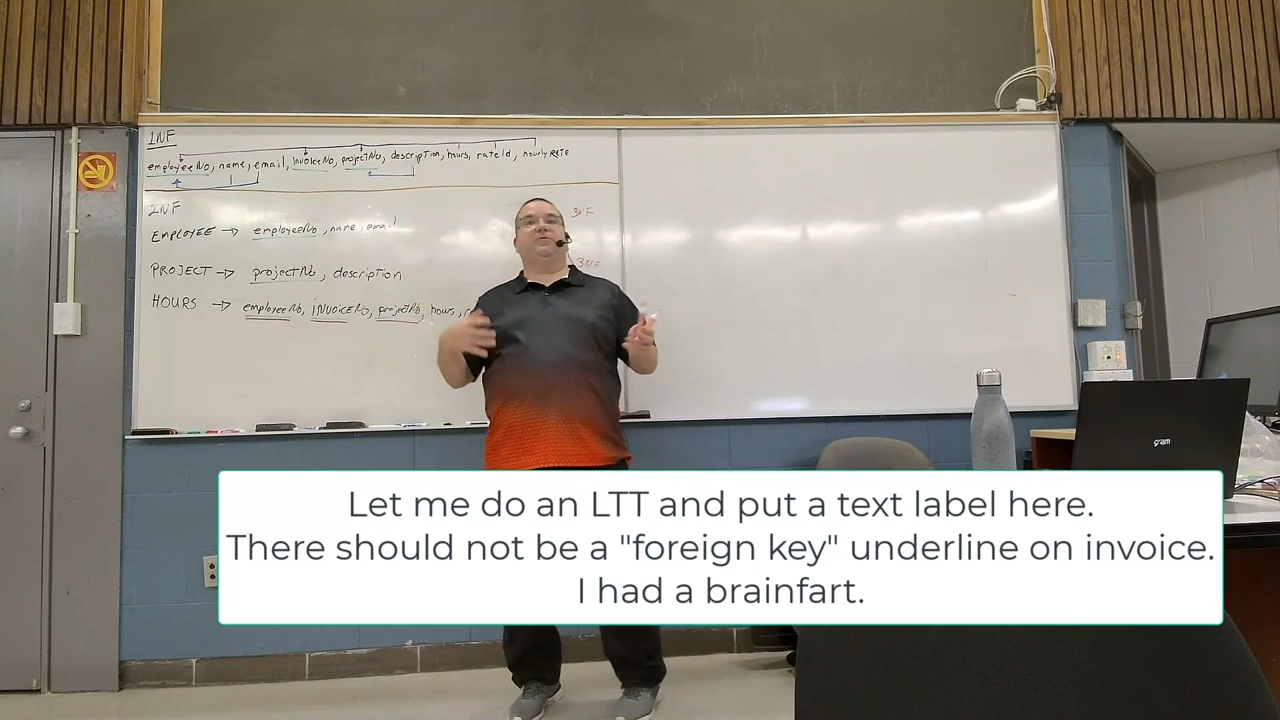 1NF
employeeNo, name, email, invoiceNo, projectNo, description, hours, rateId, hourlyRate
2NF
EMPLOYEE → employeeNo, name, email
3NF
PROJECT → projectNo, description
3NF
HOURS → employeeNo, invoiceNo, projectNo, hours, r
gram
Let me do an LTT and put a text label here.
There should not be a "foreign key" underline on invoice.
I had a brainfart.